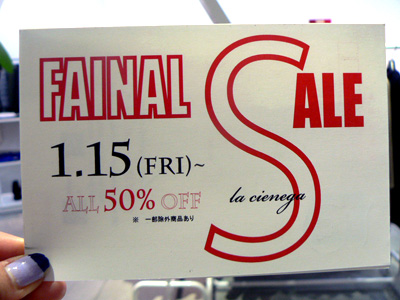 FAINAL SALE
1.15 (FRI)~
ALL 50% OFF
la cienega
※ 一部除外商品あり